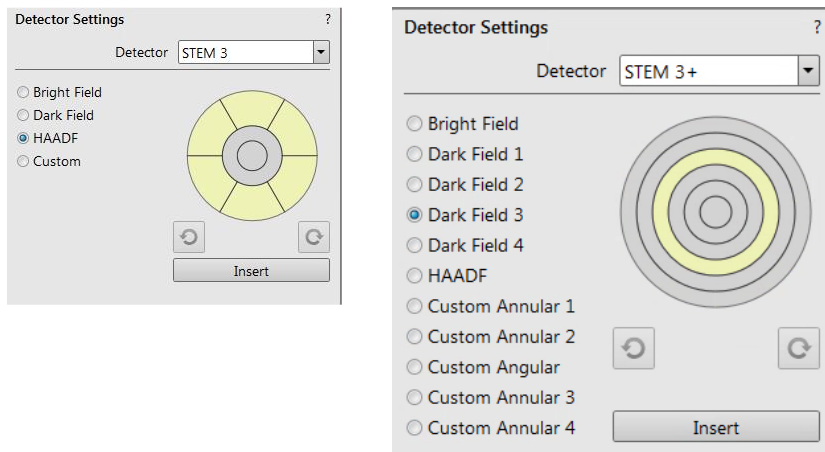 Detector Settings ?
Detector STEM 3
Bright Field
Dark Field
HAADF
Custom
Insert
Detector Settings ?
Detector STEM 3+
Bright Field
Dark Field 1
Dark Field 2
Dark Field 3
Dark Field 4
HAADF
Custom Annular 1
Custom Annular 2
Custom Angular
Custom Annular 3
Custom Annular 4
Insert